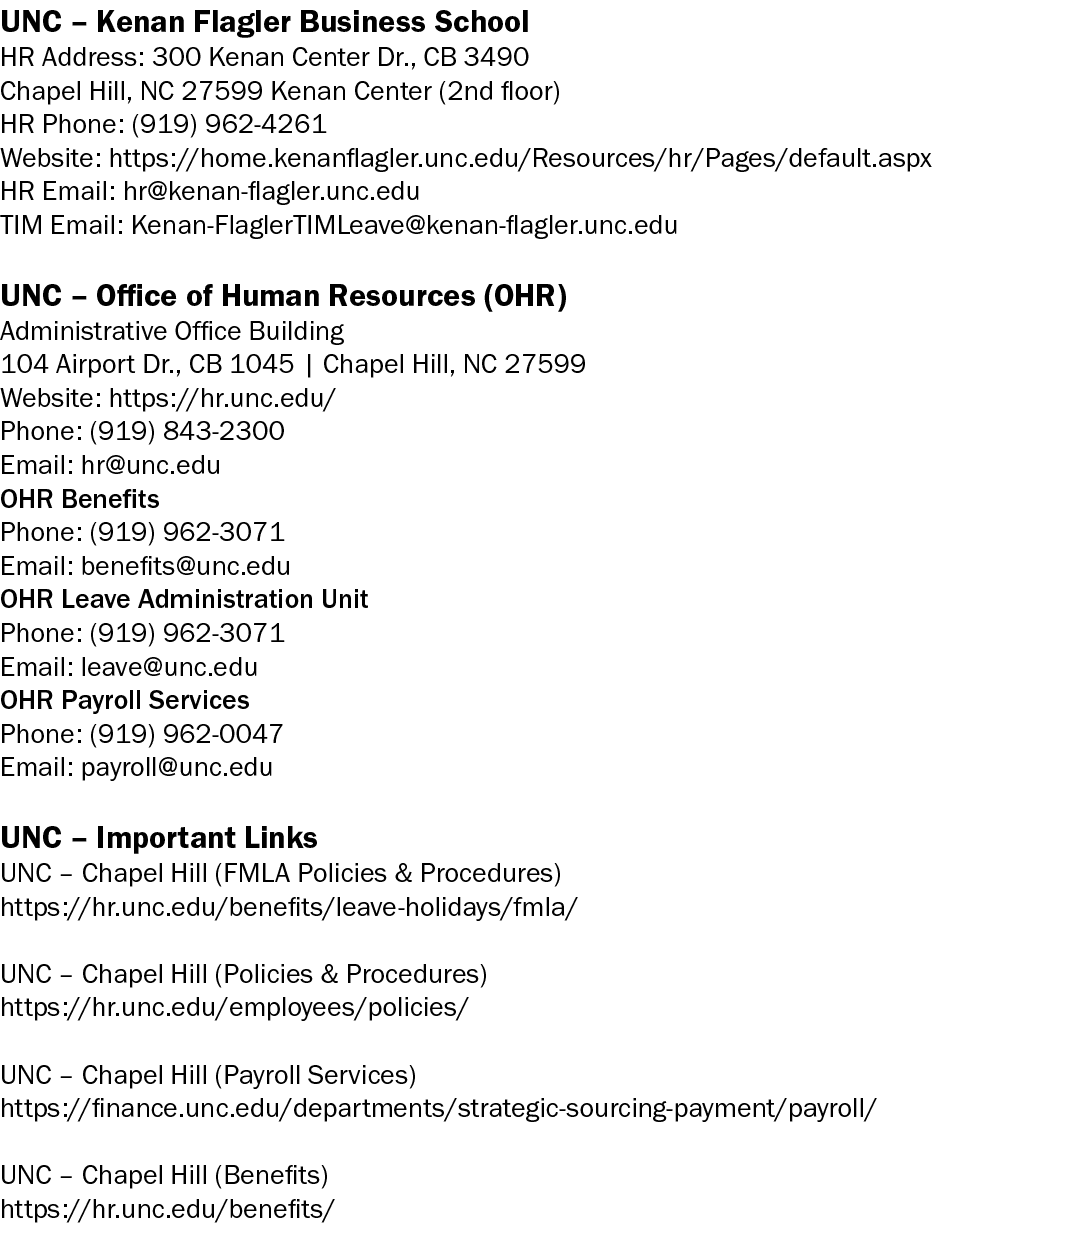 UNC – Kenan Flagler Business School
HR Address: 300 Kenan Center Dr., CB 3490
Chapel Hill, NC 27599 Kenan Center (2nd floor)
HR Phone: (919) 962-4261
Website: https://home.kenanflagler.unc.edu/Resources/hr/Pages/default.aspx
HR Email: hr@kenan-flagler.unc.edu
TIM Email: Kenan-FlaglerTIMLeave@kenan-flagler.unc.edu
UNC – Office of Human Resources (OHR)
Administrative Office Building
104 Airport Dr., CB 1045 | Chapel Hill, NC 27599
Website: https://hr.unc.edu/
Phone: (919) 843-2300
Email: hr@unc.edu
OHR Benefits
Phone: (919) 962-3071
Email: benefits@unc.edu
OHR Leave Administration Unit
Phone: (919) 962-3071
Email: leave@unc.edu
OHR Payroll Services
Phone: (919) 962-0047
Email: payroll@unc.edu
UNC – Important Links
UNC – Chapel Hill (FMLA Policies & Procedures)
https://hr.unc.edu/benefits/leave-holidays/fmla/
UNC – Chapel Hill (Policies & Procedures)
https://hr.unc.edu/employees/policies/
UNC – Chapel Hill (Payroll Services)
https://finance.unc.edu/departments/strategic-sourcing-payment/payroll/
UNC – Chapel Hill (Benefits)
https://hr.unc.edu/benefits/